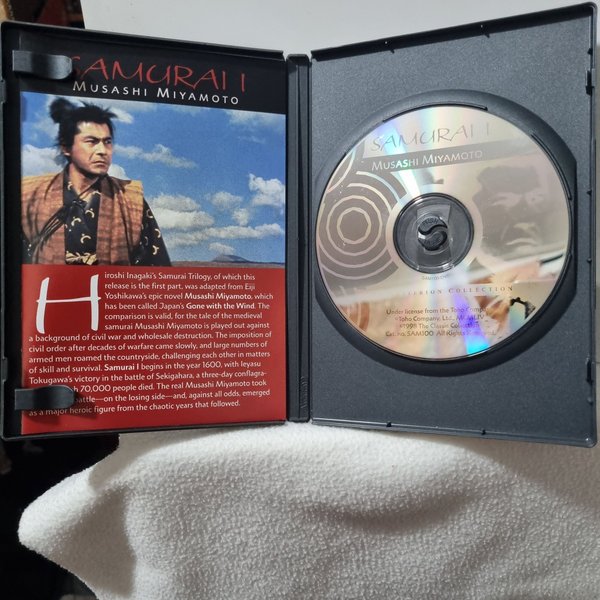 SAMURAI I
MUSASHI MIYAMOTO
Hiroshi Inagaki's Samurai Trilogy, of which this
release is the first part, was adapted from Eiji
Yoshikawa's epic novel Musashi Miyamoto, which
has been called Japan's Gone with the Wind. The
comparison is valid, for the tale of the medieval
samurai Musashi Miyamoto is played out against
a background of civil war and wholesale destruction. The imposition of
civil order after decades of warfare came slowly, and large numbers of
armed men roamed the countryside, challenging each other in matters
of skill and survival. Samurai I begins in the year 1600, with Ieyasu
Tokugawa's victory in the battle of Sekigahara, a three-day conflagra-
70,000 people died. The real Musashi Miyamoto took
battle—on the losing side—and, against all odds, emerged
as a major heroic figure from the chaotic years that followed.
SAMURAI I
MUSASHI MIYAMOTO
COLLECTION
Under license from the Toho Company
©Toho Company, Ltd.,
©1998 The Classic
Cat. no. SAM100. All Rights